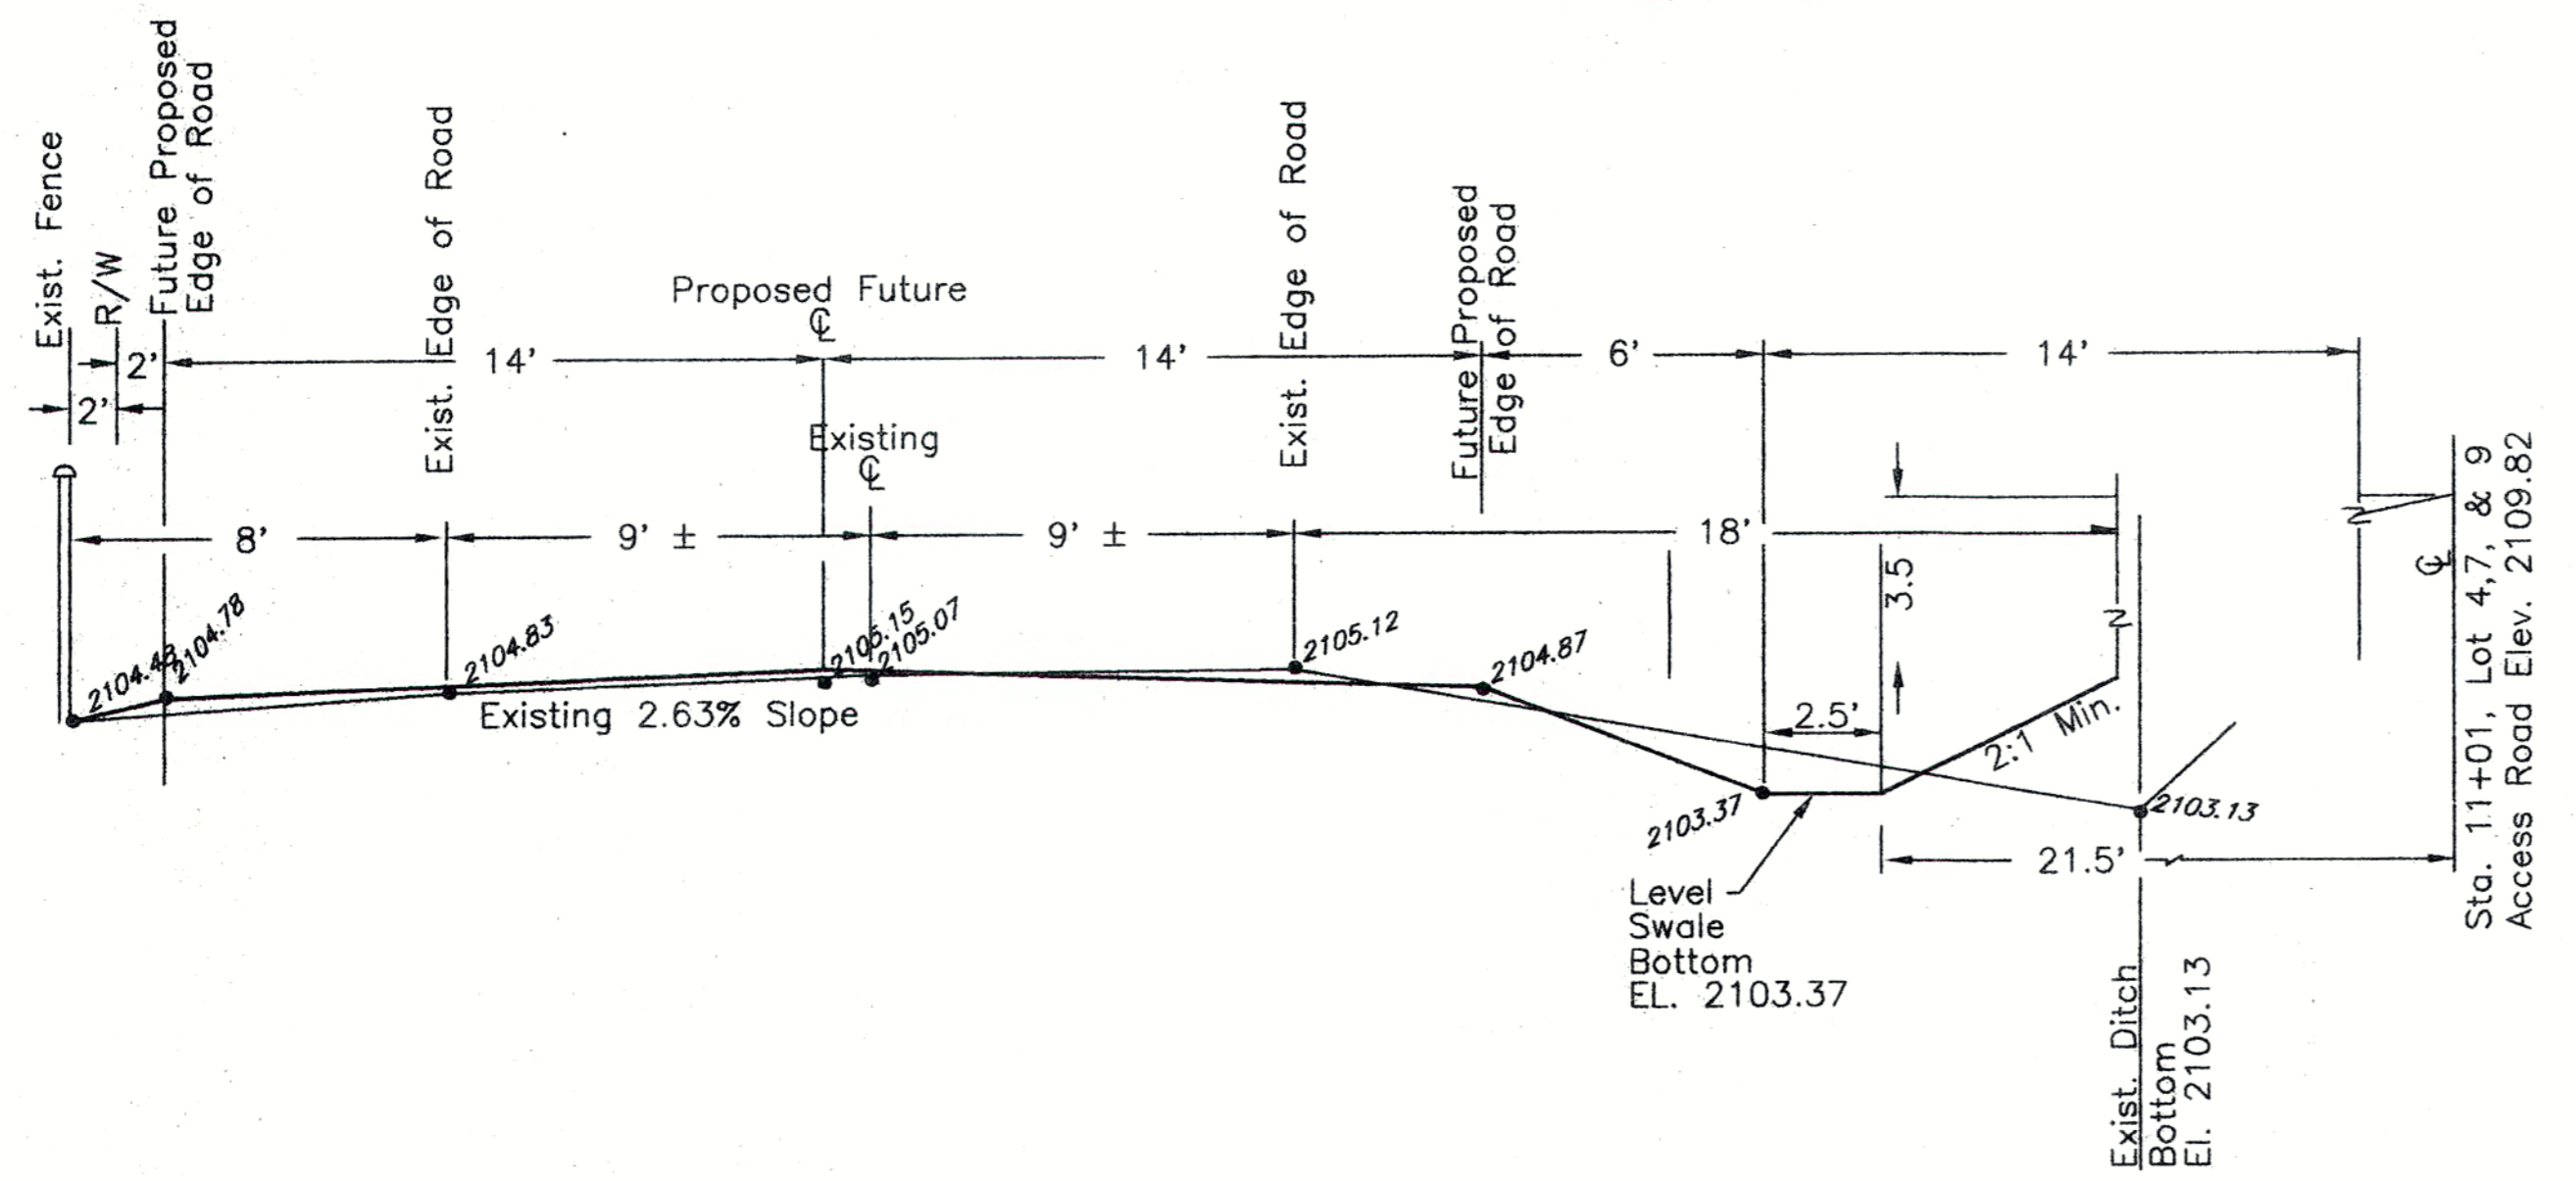 Exist. Fence
R/W
Future Proposed
Edge of Road
Exist. Edge of Road
Proposed Future
℄
Exist. Edge of Road
Future Proposed
Edge of Road
2'
14'
14'
6'
14'
2'
Existing
℄
8'
9' ±
9' ±
18'
3.5
℄
Sta. 11+01, Lot 4,7, & 9
Access Road Elev. 2109.82
2104.48
2104.78
2104.83
2105.15
2105.07
2105.12
2104.87
Existing 2.63% Slope
2.5'
2:1 Min.
2103.37
2103.13
21.5'
Level
Swale
Bottom
EL. 2103.37
Exist. Ditch
Bottom
El. 2103.13